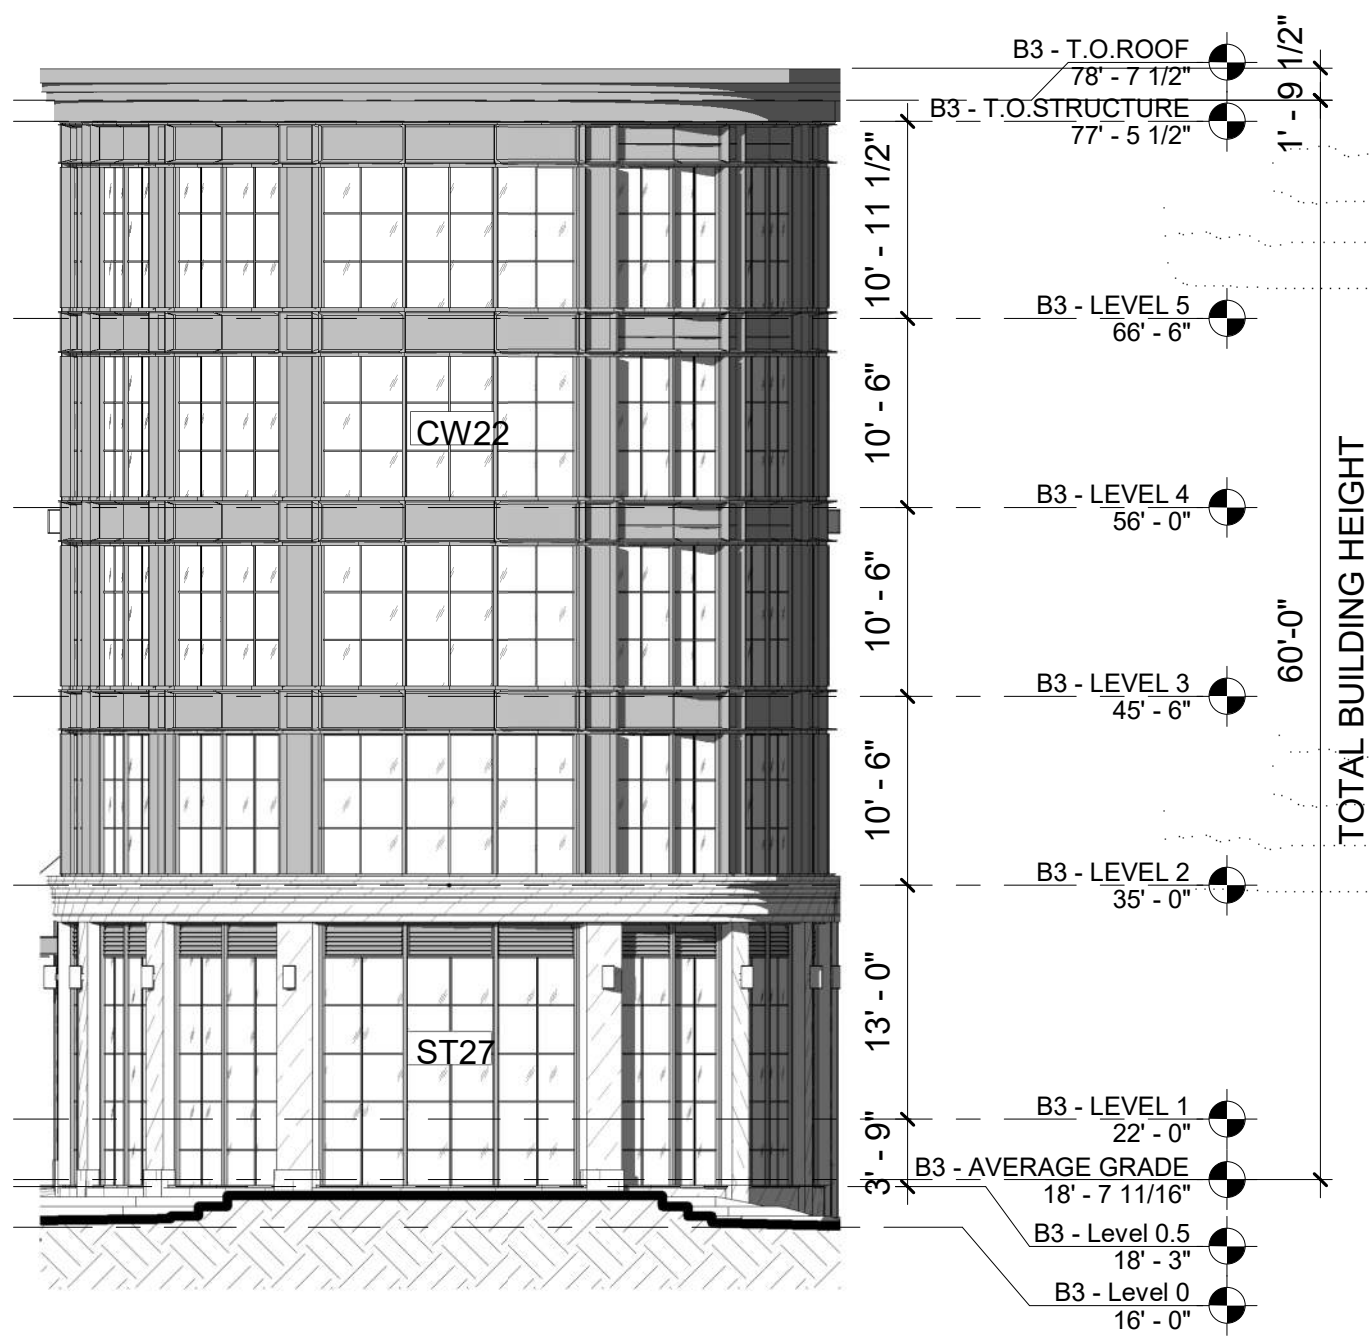 B3 - T.O.ROOF
78' - 7 1/2"
1' - 9 1/2"
B3 - T.O.STRUCTURE
77' - 5 1/2"
10' - 11 1/2"
B3 - LEVEL 5
66' - 6"
10' - 6"
CW22
B3 - LEVEL 4
56' - 0"
10' - 6"
TOTAL BUILDING HEIGHT
60'-0"
B3 - LEVEL 3
45' - 6"
10' - 6"
B3 - LEVEL 2
35' - 0"
13' - 0"
ST27
B3 - LEVEL 1
22' - 0"
3' - 9"
B3 - AVERAGE GRADE
18' - 7 11/16"
B3 - Level 0.5
18' - 3"
B3 - Level 0
16' - 0"